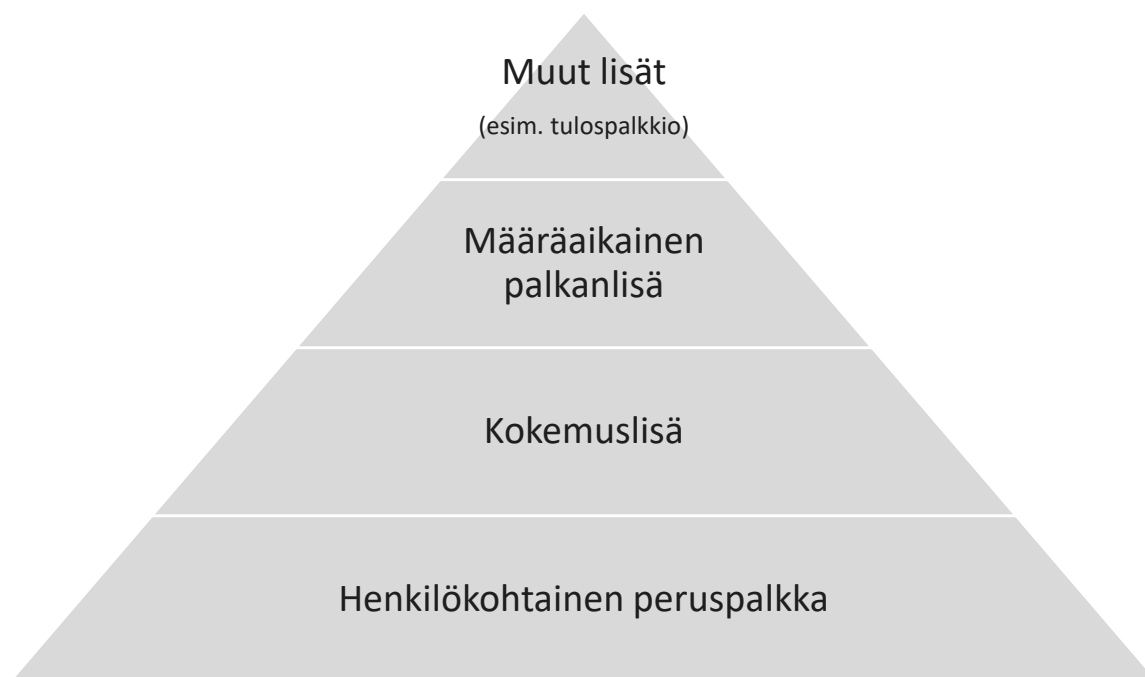 Muut lisät
(esim. tulospalkkio)
Määräaikainen
palkanlisä
Kokemuslisä
Henkilökohtainen peruspalkka